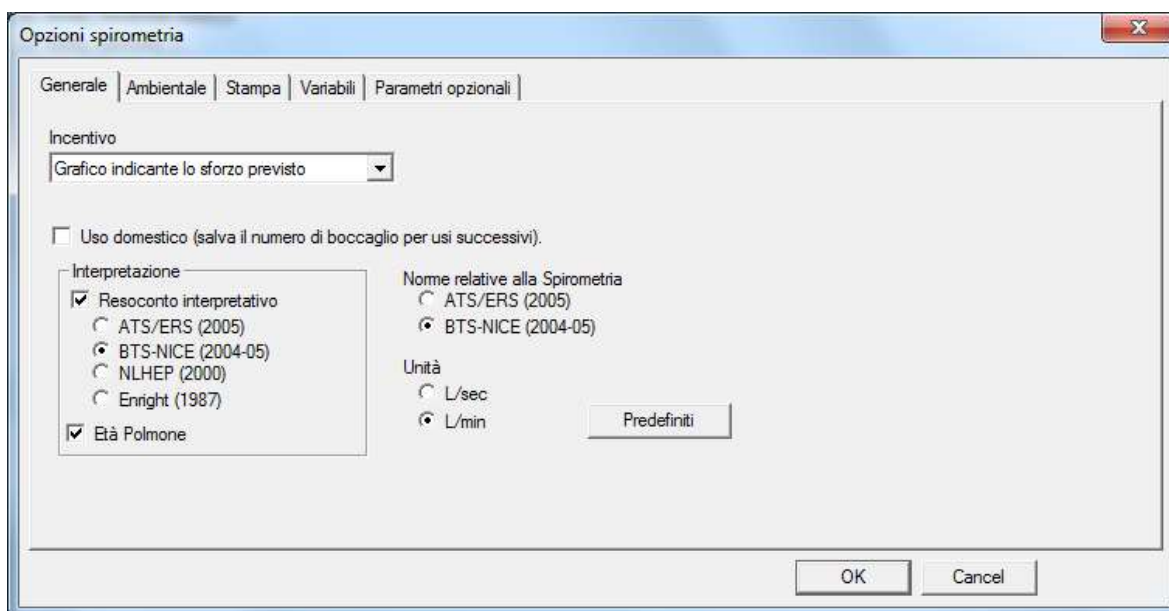 Opzioni spirometria
Generale Ambientale Stampa Variabili Parametri opzionali
Incentivo
Grafico indicante lo sforzo previsto
Uso domestico (salva il numero di boccaglio per usi successivi).
Interpretazione
Resoconto interpretativo
ATS/ERS (2005)
BTS-NICE (2004-05)
NLHEP (2000)
Enright (1987)
Età Polmone
Norme relative alla Spirometria
ATS/ERS (2005)
BTS-NICE (2004-05)
Unità
L/sec
L/min
Predefiniti
OK Cancel